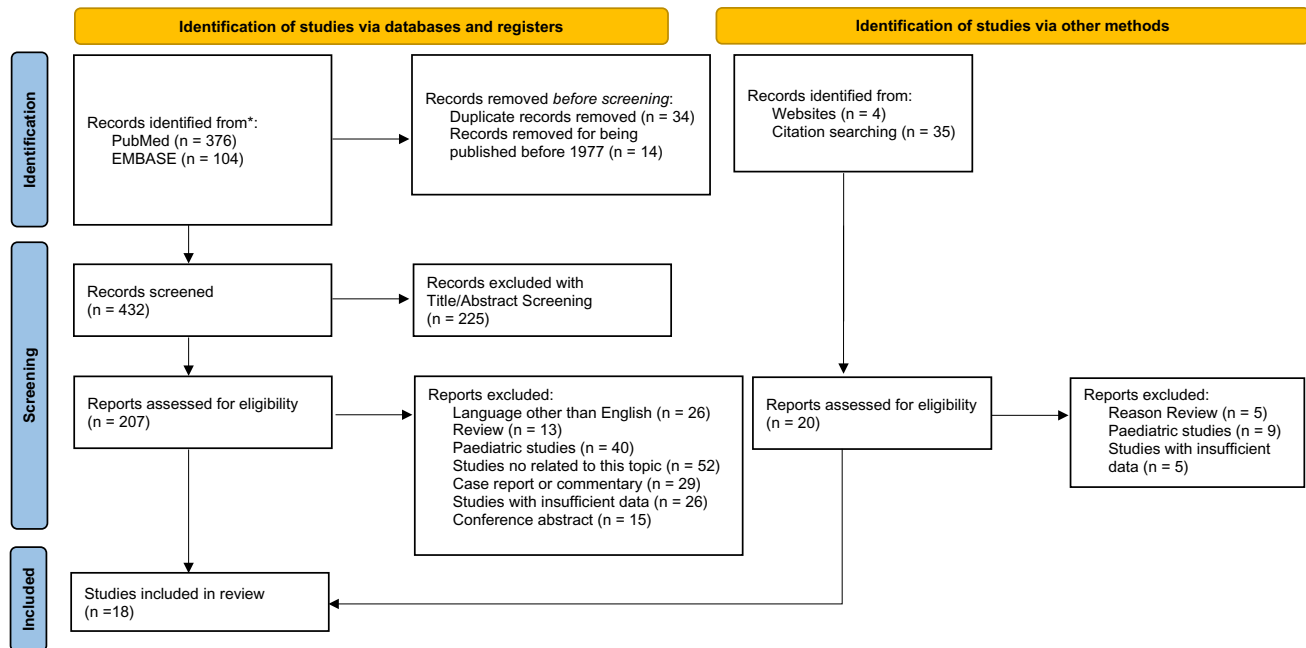 Identification of studies via databases and registers
Identification of studies via other methods
Identification
Records identified from*:
PubMed (n = 376)
EMBASE (n = 104)
Records removed before screening:
Duplicate records removed (n = 34)
Records removed for being
published before 1977 (n = 14)
Records identified from:
Websites (n = 4)
Citation searching (n = 35)
Screening
Records screened
(n = 432)
Records excluded with
Title/Abstract Screening
(n = 225)
Reports assessed for eligibility
(n = 207)
Reports excluded:
Language other than English (n = 26)
Review (n = 13)
Paediatric studies (n = 40)
Studies no related to this topic (n = 52)
Case report or commentary (n = 29)
Studies with insufficient data (n = 26)
Conference abstract (n = 15)
Reports assessed for eligibility
(n = 20)
Reports excluded:
Reason Review (n = 5)
Paediatric studies (n = 9)
Studies with insufficient
data (n = 5)
Included
Studies included in review
(n =18)